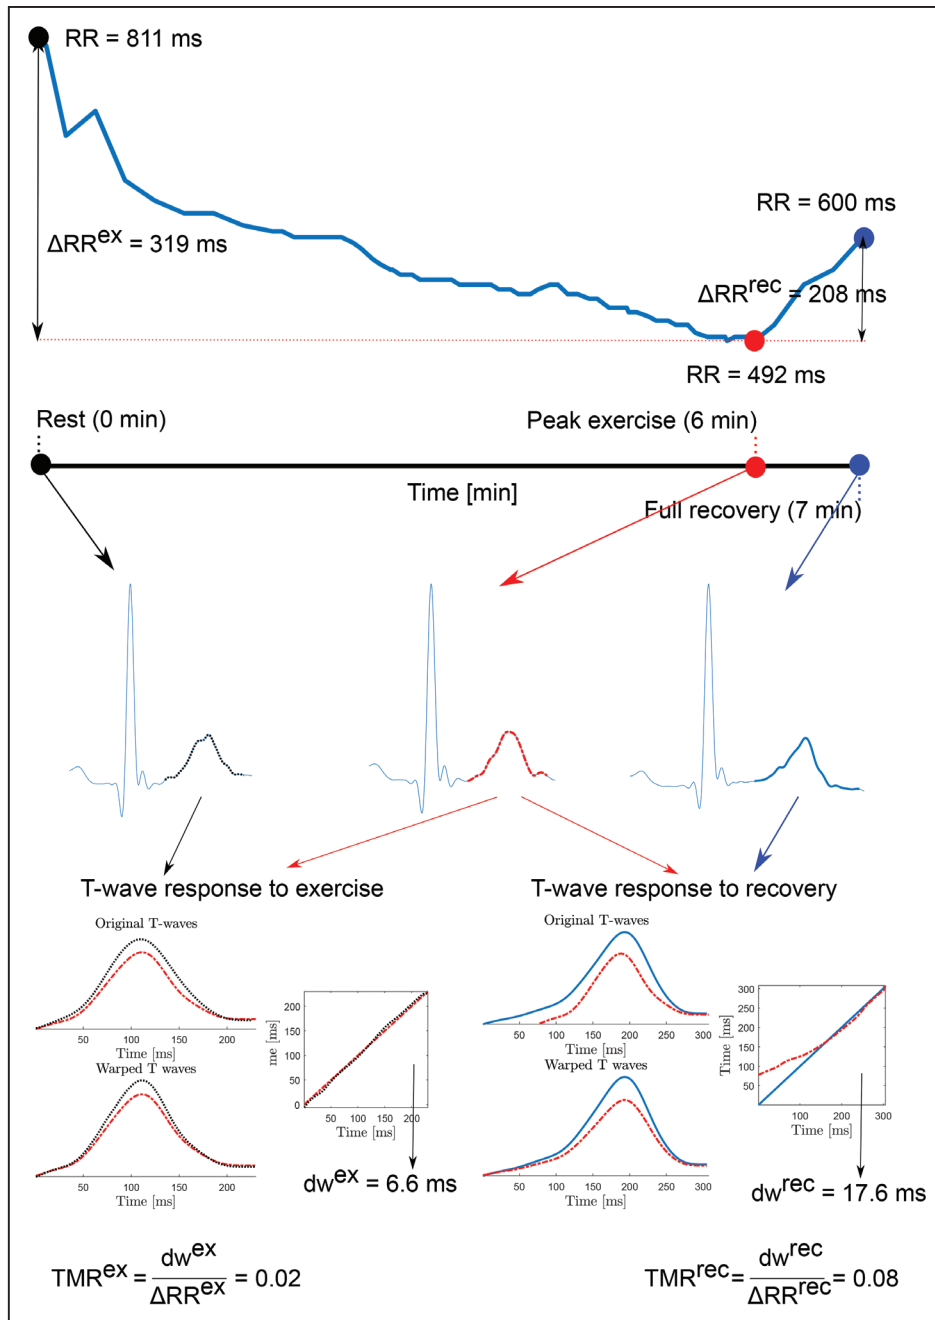 RR = 811 ms
RR = 600 ms
ΔRR^ex = 319 ms
ΔRR^rec = 208 ms
RR = 492 ms
Rest (0 min)
Peak exercise (6 min)
Time [min]
Full recovery (7 min)
T-wave response to exercise
T-wave response to recovery
Original T-waves
50 100 150 200
Time [ms]
Warped T waves
50 100 150 200
Time [ms]
200
150
100
50
0
me [ms]
50 100 150 200
Time [ms]
dw^ex = 6.6 ms
Original T-waves
50 100 150 200 250 300
Time [ms]
Warped T waves
50 100 150 200 250 300
Time [ms]
300
250
200
150
100
50
Time [ms]
100 200 300
Time [ms]
dw^rec = 17.6 ms
TMR^ex = dw^ex / ΔRR^ex = 0.02
TMR^rec = dw^rec / ΔRR^rec = 0.08